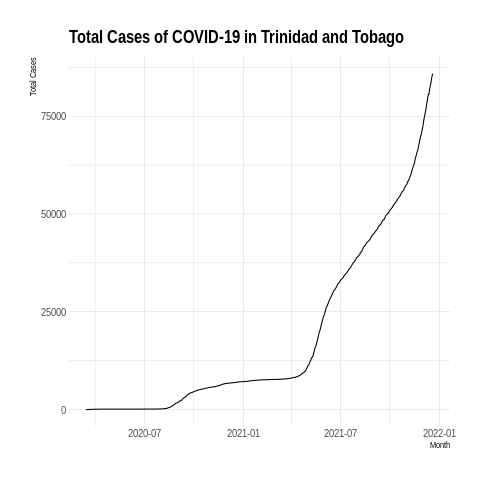 Total Cases of COVID-19 in Trinidad and Tobago
Total Cases
75000
50000
25000
0
2020-07 2021-01 2021-07 2022-01
Month